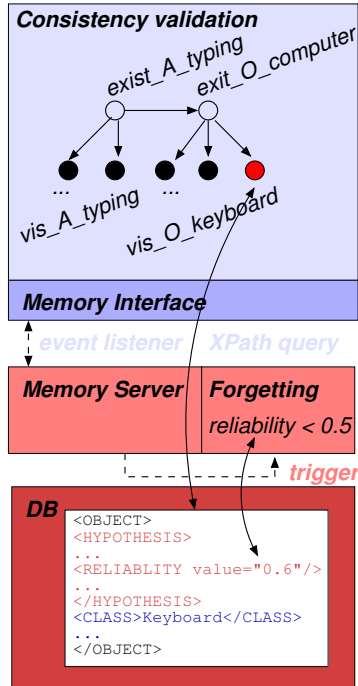 Consistency validation
exist_A_typing
exit_O_computer
...
...
vis_A_typing
vis_O_keyboard
Memory Interface
event listener XPath query
Memory Server Forgetting
reliability < 0.5
trigger
DB
<OBJECT>
<HYPOTHESIS>
...
<RELIABLITY value="0.6"/>
...
</HYPOTHESIS>
<CLASS>Keyboard</CLASS>
...
</OBJECT>